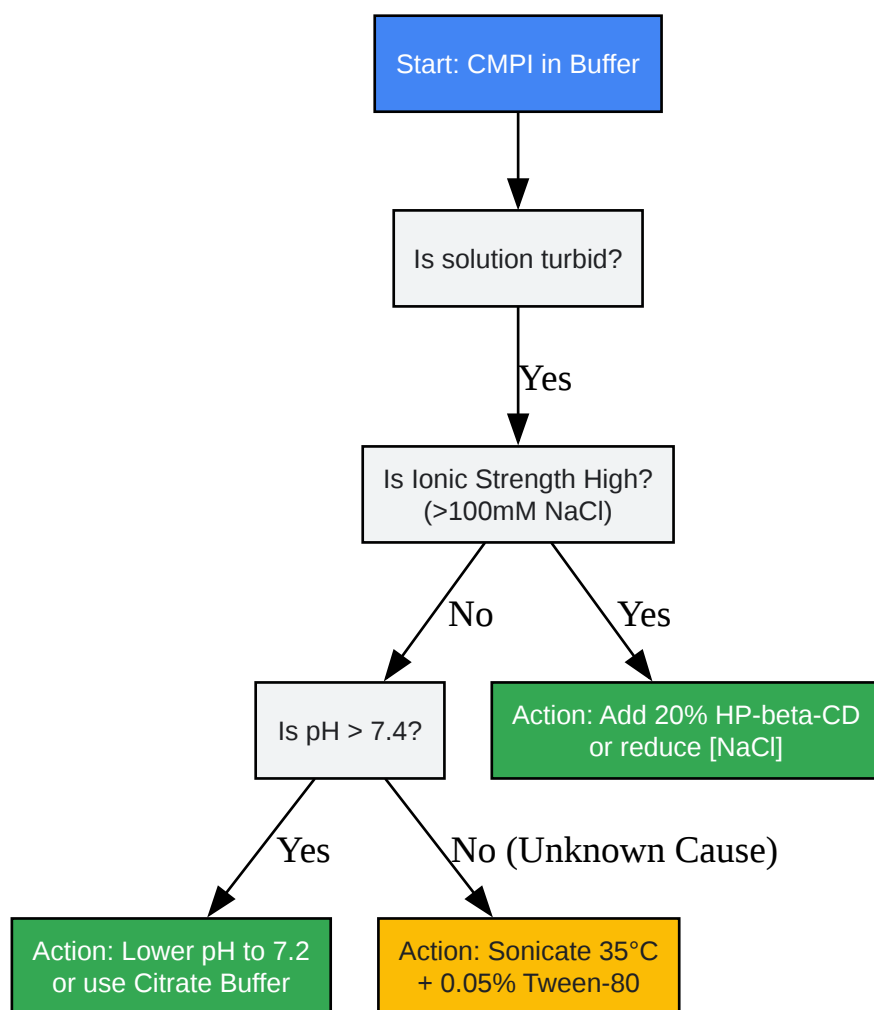 Start: CMPI in Buffer
Is solution turbid?
Yes
Is Ionic Strength High?
(>100mM NaCl)
No
Yes
Is pH > 7.4?
Action: Add 20% HP-beta-CD
or reduce [NaCl]
Yes
No (Unknown Cause)
Action: Lower pH to 7.2
or use Citrate Buffer
Action: Sonicate 35°C
+ 0.05% Tween-80